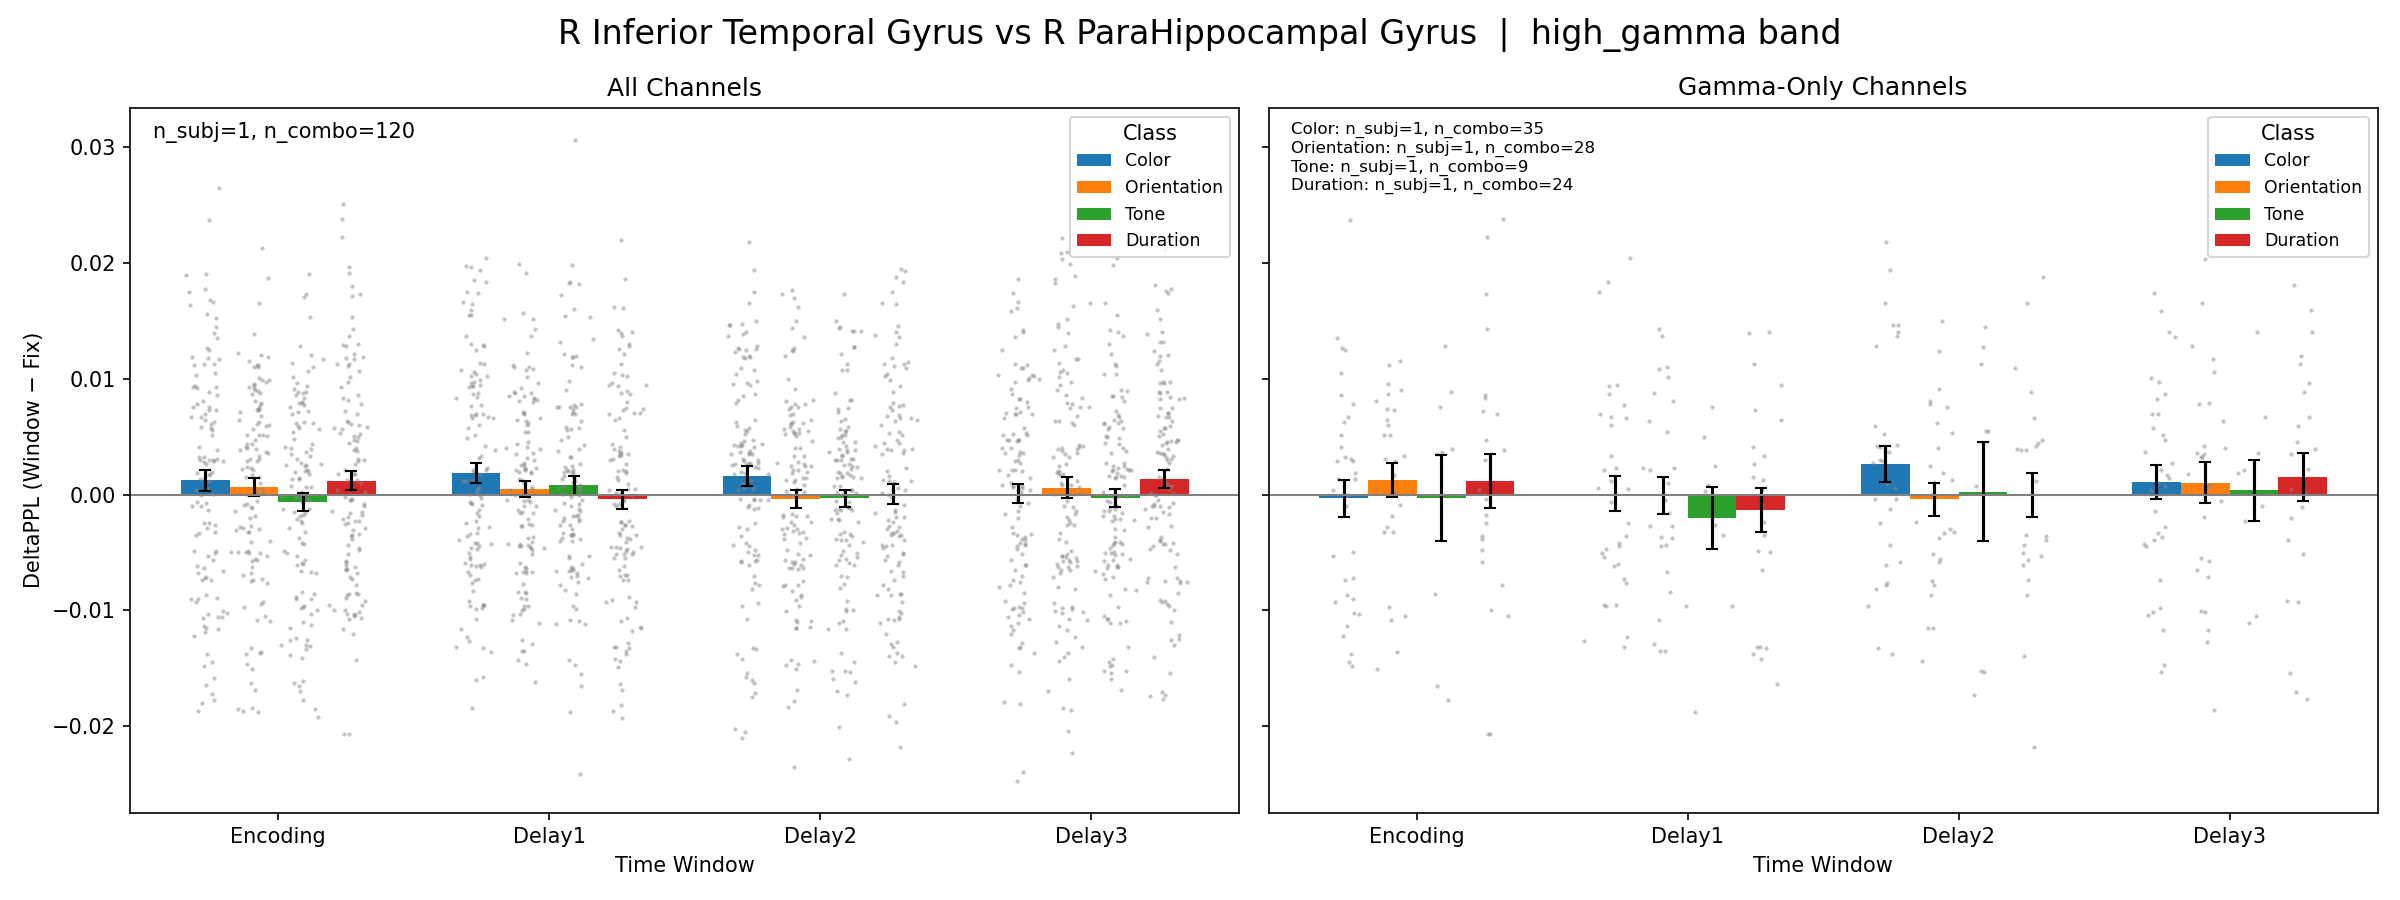 R Inferior Temporal Gyrus vs R ParaHippocampal Gyrus | high_gamma band
All Channels
n_subj=1, n_combo=120
Class
Color
Orientation
Tone
Duration
DeltaPPL (Window − Fix)
0.03
0.02
0.01
0.00
−0.01
−0.02
Encoding
Delay1
Delay2
Delay3
Time Window
Gamma-Only Channels
Color: n_subj=1, n_combo=35
Orientation: n_subj=1, n_combo=28
Tone: n_subj=1, n_combo=9
Duration: n_subj=1, n_combo=24
Class
Color
Orientation
Tone
Duration
Encoding
Delay1
Delay2
Delay3
Time Window